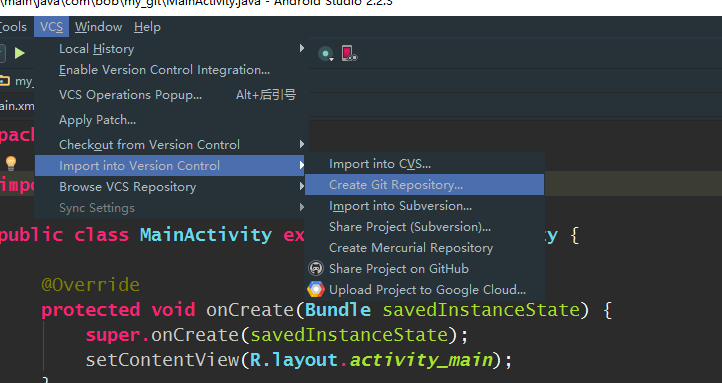 \main\java\com\bob\my_git\MainActivity.java - Android Studio 2.2.3
Tools VCS Window Help
Local History
Enable Version Control Integration...
my_
VCS Operations Popup... Alt+后引号
ain.xm
Apply Patch...
pac
Checkout from Version Control
Import into Version Control
Import into CVS...
impo
Browse VCS Repository
Create Git Repository...
Sync Settings
Import into Subversion...
Share Project (Subversion)...
public class MainActivity ex ty {
Create Mercurial Repository
Share Project on GitHub
@Override
Upload Project to Google Cloud...
protected void onCreate(Bundle savedInstanceState) {
super.onCreate(savedInstanceState);
setContentView(R.layout.activity_main);